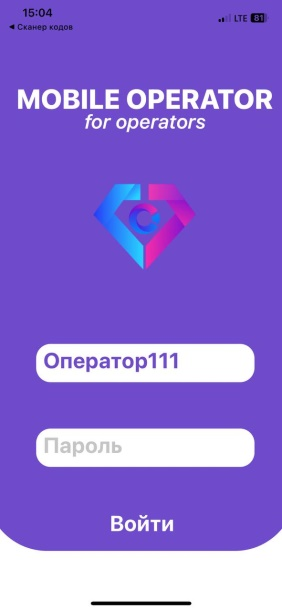 15:04
LTE 81
◀ Сканер кодов
MOBILE OPERATOR
for operators
Оператор111
Пароль
Войти